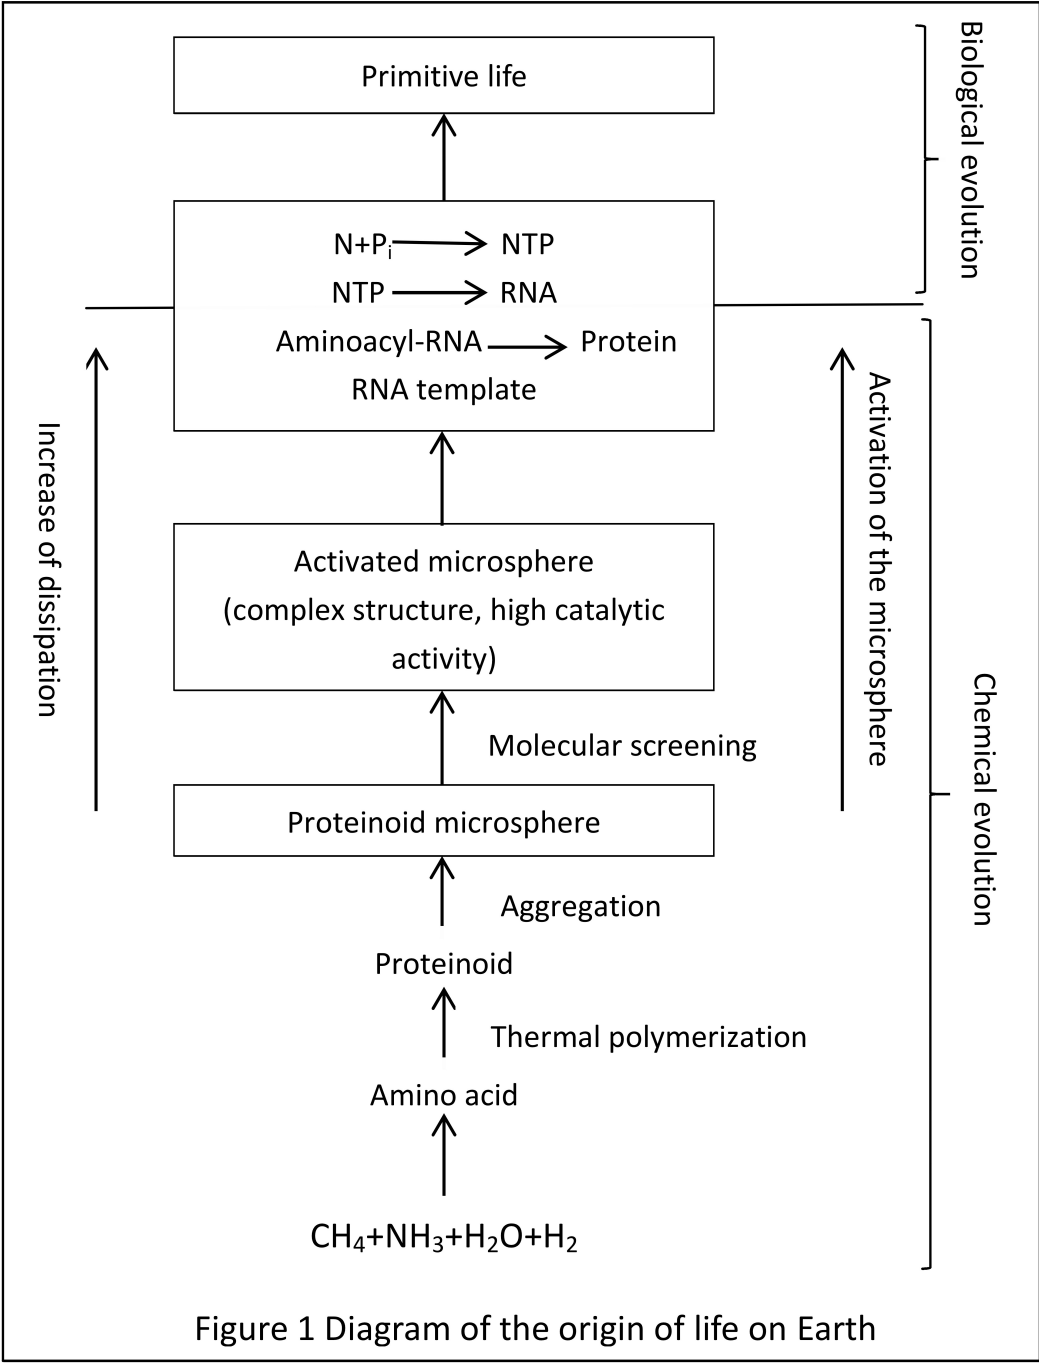 Primitive life
Biological evolution
N+Pi → NTP
NTP → RNA
Aminoacyl-RNA → Protein
RNA template
Increase of dissipation
Activation of the microsphere
Activated microsphere
(complex structure, high catalytic
activity)
Molecular screening
Chemical evolution
Proteinoid microsphere
Aggregation
Proteinoid
Thermal polymerization
Amino acid
CH₄+NH₃+H₂O+H₂
Figure 1 Diagram of the origin of life on Earth